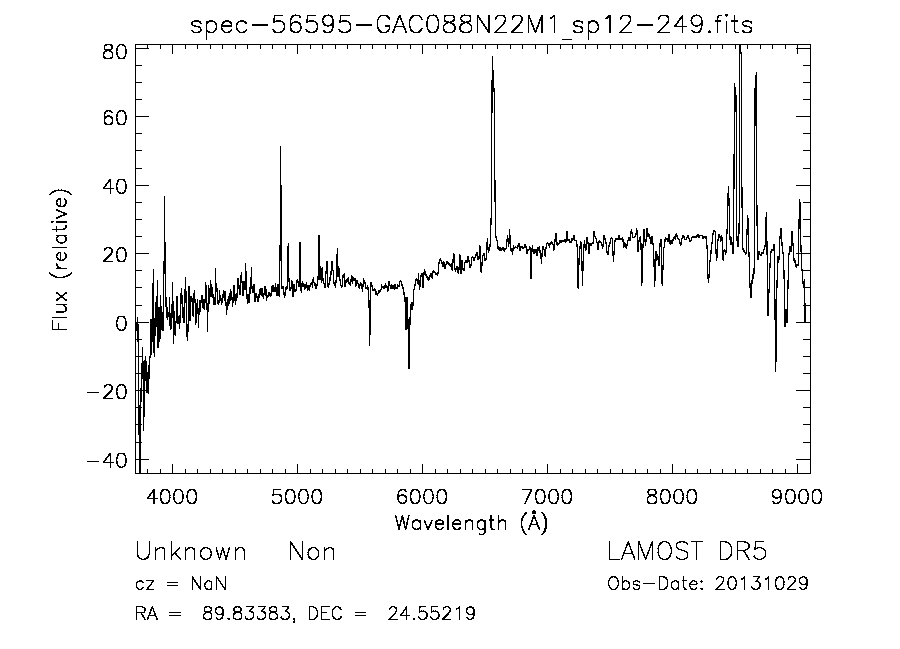 spec-56595-GAC088N22M1_sp12-249.fits
80
60
40
20
0
-20
-40
Flux (relative)
4000 5000 6000 7000 8000 9000
Wavelength (Å)
Unknown Non LAMOST DR5
cz = NaN Obs-Date: 20131029
RA = 89.83383, DEC = 24.55219